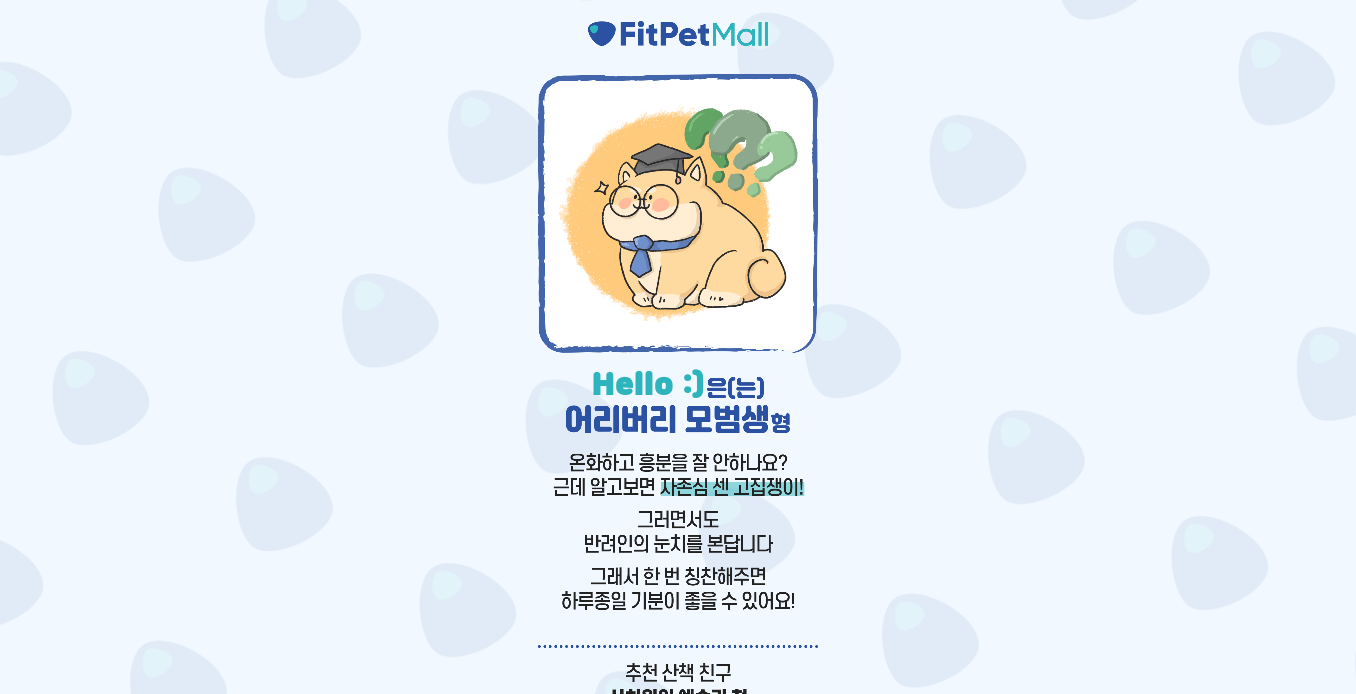 FitPetMall
Hello :)은(는)
어리버리 모범생형
온화하고 흥분을 잘 안하나요?
근데 알고보면 자존심 센 고집쟁이!
그러면서도
반려인의 눈치를 본답니다
그래서 한 번 칭찬해주면
하루종일 기분이 좋을 수 있어요!
추천 산책 친구